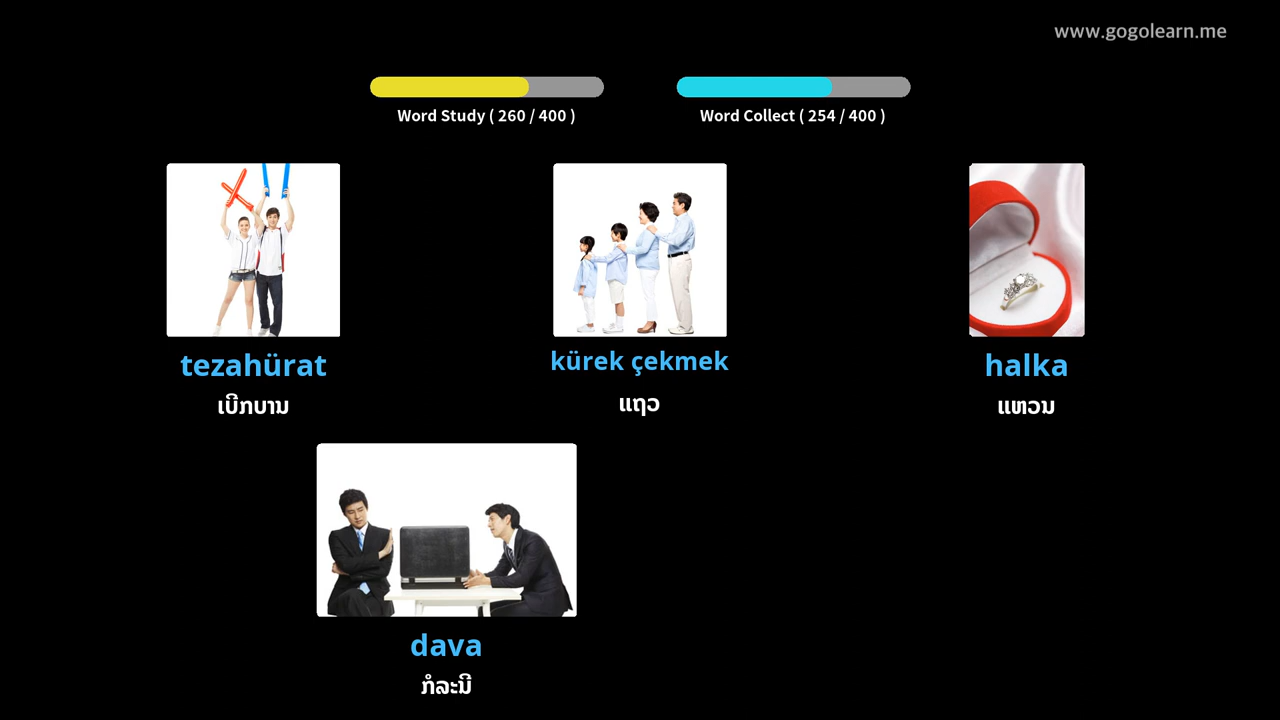 www.gogolearn.me
Word Study ( 260 / 400 )
Word Collect ( 254 / 400 )
tezahürat
ເບີກບານ
kürek çekmek
ແຖວ
halka
ແຫວນ
dava
ກໍລະນີ